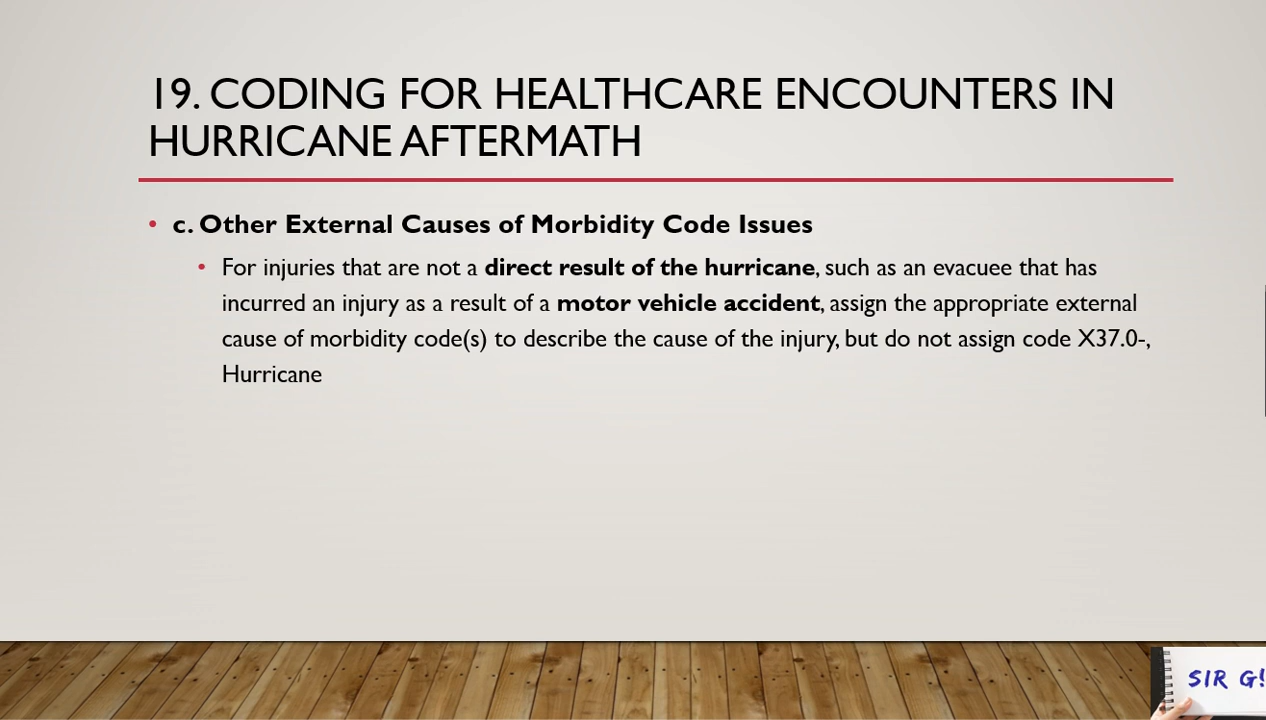 19. CODING FOR HEALTHCARE ENCOUNTERS IN
HURRICANE AFTERMATH
• c. Other External Causes of Morbidity Code Issues
• For injuries that are not a direct result of the hurricane, such as an evacuee that has
incurred an injury as a result of a motor vehicle accident, assign the appropriate external
cause of morbidity code(s) to describe the cause of the injury, but do not assign code X37.0-,
Hurricane
SIR G!